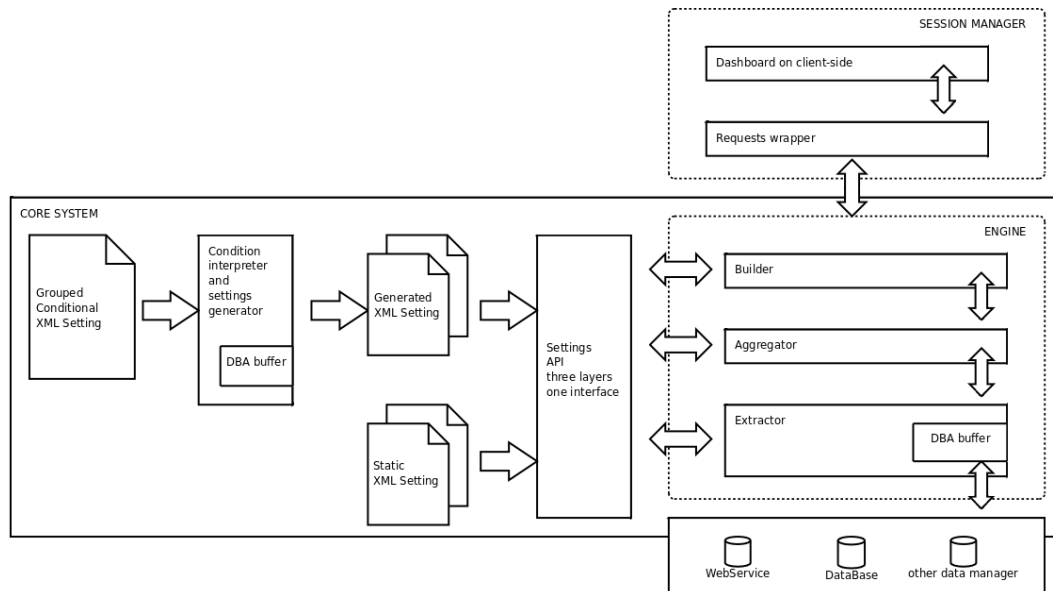 SESSION MANAGER
Dashboard on client-side
Requests wrapper
CORE SYSTEM
Grouped
Conditional
XML Setting
Condition
interpreter
and
settings
generator
DBA buffer
Generated
XML Setting
Static
XML Setting
Settings
API
three layers
one interface
ENGINE
Builder
Aggregator
Extractor
DBA buffer
WebService
DataBase
other data manager